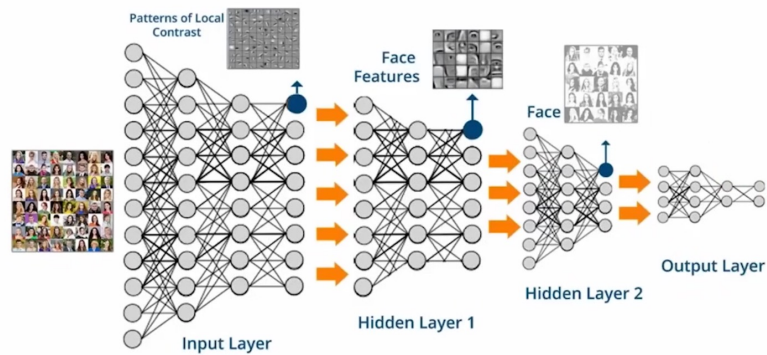 Patterns of Local
Contrast
Face
Features
Face
Input Layer
Hidden Layer 1
Hidden Layer 2
Output Layer